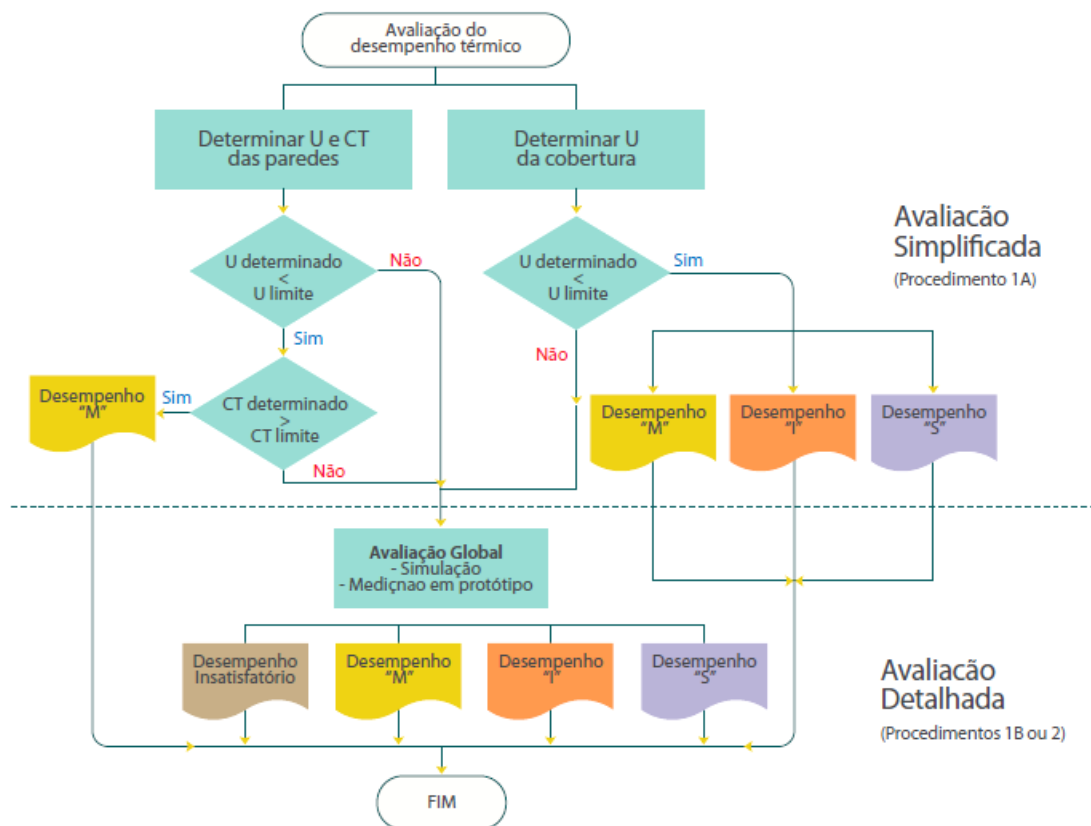 Avaliação do
desempenho térmico
Determinar U e CT
das paredes
Determinar U
da cobertura
U determinado
<
U limite
Não
Sim
U determinado
<
U limite
Sim
Não
Avaliacão
Simplificada
(Procedimento 1A)
CT determinado
>
CT limite
Sim
Não
Desempenho
“M”
Desempenho
“M”
Desempenho
“I”
Desempenho
“S”
Avaliação Global
- Simulação
- Mediçnao em protótipo
Desempenho
Insatisfatório
Desempenho
“M”
Desempenho
“I”
Desempenho
“S”
Avaliacão
Detalhada
(Procedimentos 1B ou 2)
FIM